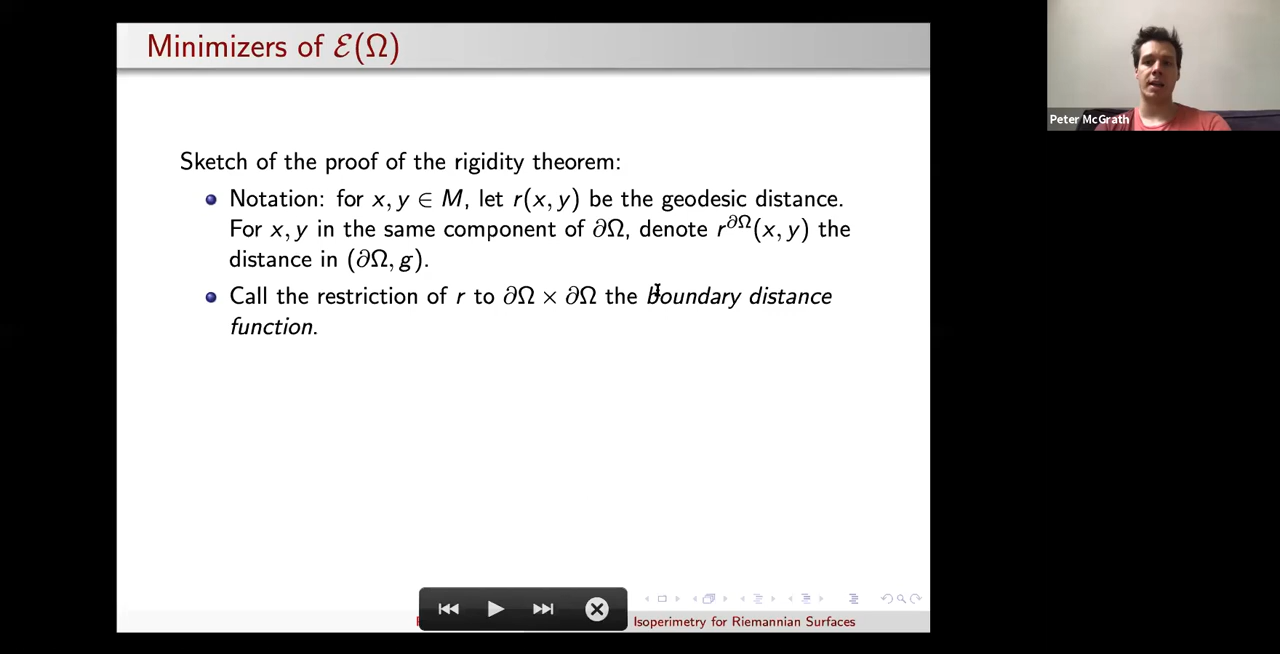 Minimizers of ℰ(Ω)
Peter McGrath
Sketch of the proof of the rigidity theorem:
Notation: for x, y ∈ M, let r(x, y) be the geodesic distance.
For x, y in the same component of ∂Ω, denote r^∂Ω(x, y) the
distance in (∂Ω, g).
Call the restriction of r to ∂Ω × ∂Ω the boundary distance
function.
Isoperimetry for Riemannian Surfaces